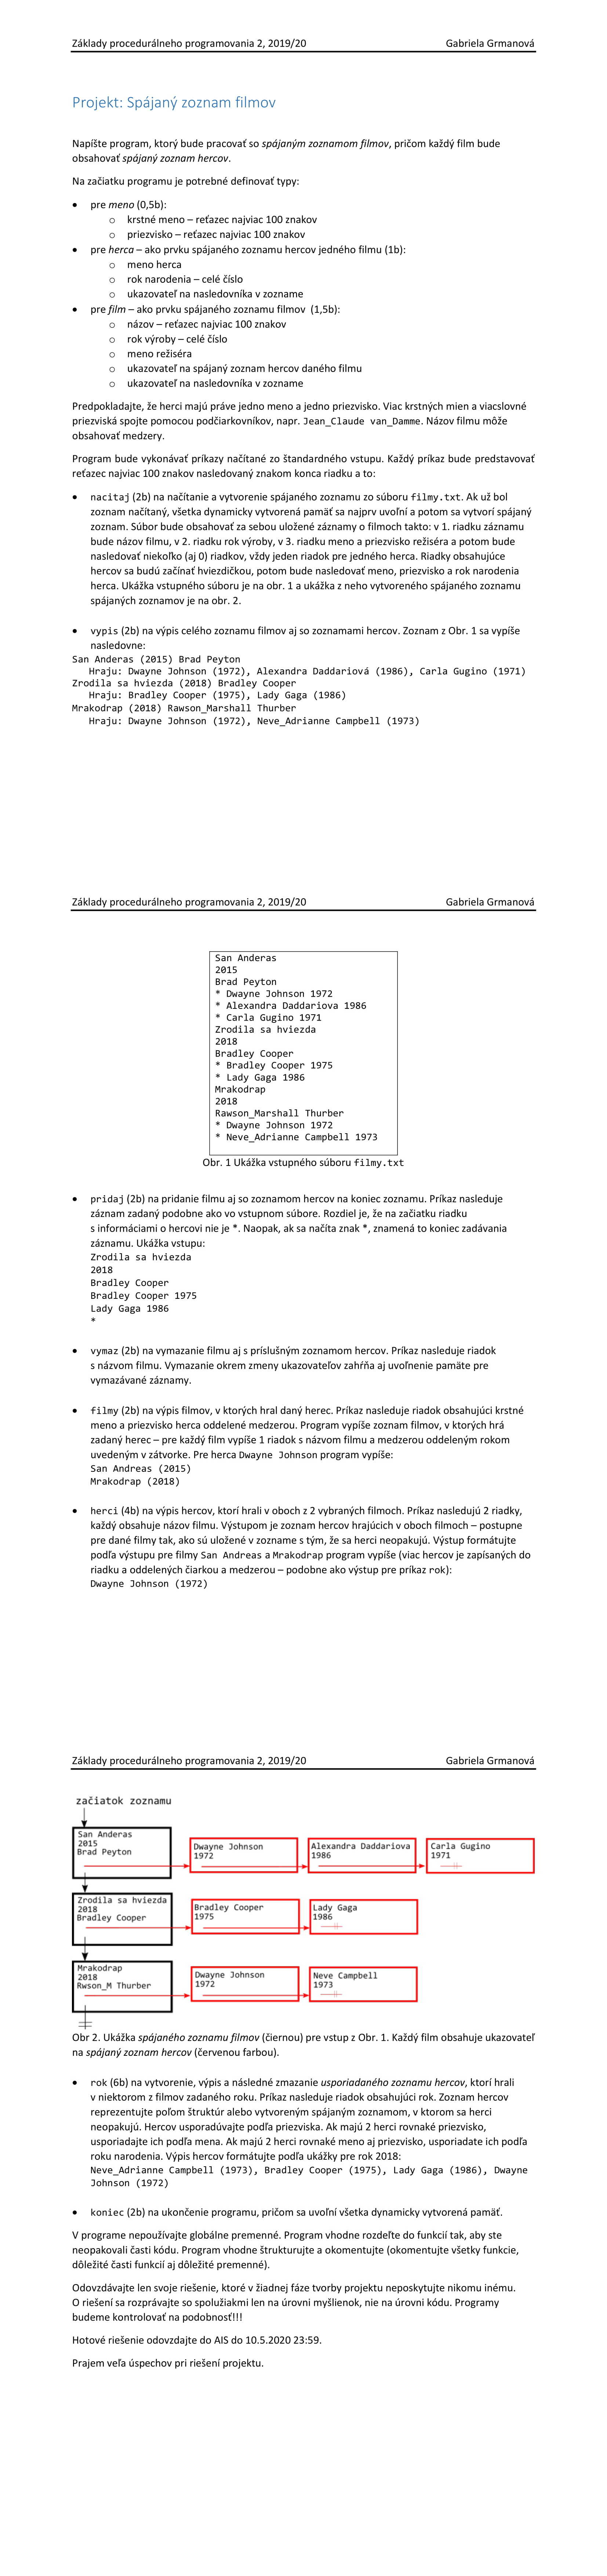 Základy procedurálneho programovania 2, 2019/20 Gabriela Grmanová
Projekt: Spájaný zoznam filmov
Napíšte program, ktorý bude pracovať so spájaným zoznamom filmov, pričom každý film bude
obsahovať spájaný zoznam hercov.
Na začiatku programu je potrebné definovať typy:
• pre meno (0,5b):
o krstné meno – reťazec najviac 100 znakov
o priezvisko – reťazec najviac 100 znakov
• pre herca – ako prvku spájaného zoznamu hercov jedného filmu (1b):
o meno herca
o rok narodenia – celé číslo
o ukazovateľ na nasledovníka v zozname
• pre film – ako prvku spájaného zoznamu filmov (1,5b):
o názov – reťazec najviac 100 znakov
o rok výroby – celé číslo
o meno režiséra
o ukazovateľ na spájaný zoznam hercov daného filmu
o ukazovateľ na nasledovníka v zozname
Predpokladajte, že herci majú práve jedno meno a jedno priezvisko. Viac krstných mien a viacslovné
priezviská spojte pomocou podčiarkovníkov, napr. Jean_Claude van_Damme. Názov filmu môže
obsahovať medzery.
Program bude vykonávať príkazy načítané zo štandardného vstupu. Každý príkaz bude predstavovať
reťazec najviac 100 znakov nasledovaný znakom konca riadku a to:
• nacitaj (2b) na načítanie a vytvorenie spájaného zoznamu zo súboru filmy.txt. Ak už bol
zoznam načítaný, všetka dynamicky vytvorená pamäť sa najprv uvoľní a potom sa vytvorí spájaný
zoznam. Súbor bude obsahovať za sebou uložené záznamy o filmoch takto: v 1. riadku záznamu
bude názov filmu, v 2. riadku rok výroby, v 3. riadku meno a priezvisko režiséra a potom bude
nasledovať niekoľko (aj 0) riadkov, vždy jeden riadok pre jedného herca. Riadky obsahujúce
hercov sa budú začínať hviezdičkou, potom bude nasledovať meno, priezvisko a rok narodenia
herca. Ukážka vstupného súboru je na obr. 1 a ukážka z neho vytvoreného spájaného zoznamu
spájaných zoznamov je na obr. 2.
• vypis (2b) na výpis celého zoznamu filmov aj so zoznamami hercov. Zoznam z Obr. 1 sa vypíše
nasledovne:
San Anderas (2015) Brad Peyton
Hraju: Dwayne Johnson (1972), Alexandra Daddariová (1986), Carla Gugino (1971)
Zrodila sa hviezda (2018) Bradley Cooper
Hraju: Bradley Cooper (1975), Lady Gaga (1986)
Mrakodrap (2018) Rawson_Marshall Thurber
Hraju: Dwayne Johnson (1972), Neve_Adrianne Campbell (1973)
Základy procedurálneho programovania 2, 2019/20 Gabriela Grmanová
San Anderas
2015
Brad Peyton
* Dwayne Johnson 1972
* Alexandra Daddariova 1986
* Carla Gugino 1971
Zrodila sa hviezda
2018
Bradley Cooper
* Bradley Cooper 1975
* Lady Gaga 1986
Mrakodrap
2018
Rawson_Marshall Thurber
* Dwayne Johnson 1972
* Neve_Adrianne Campbell 1973
Obr. 1 Ukážka vstupného súboru filmy.txt
• pridaj (2b) na pridanie filmu aj so zoznamom hercov na koniec zoznamu. Príkaz nasleduje
záznam zadaný podobne ako vo vstupnom súbore. Rozdiel je, že na začiatku riadku
s informáciami o hercovi nie je *. Naopak, ak sa načíta znak *, znamená to koniec zadávania
záznamu. Ukážka vstupu:
Zrodila sa hviezda
2018
Bradley Cooper
Bradley Cooper 1975
Lady Gaga 1986
*
• vymaz (2b) na vymazanie filmu aj s príslušným zoznamom hercov. Príkaz nasleduje riadok
s názvom filmu. Vymazanie okrem zmeny ukazovateľov zahŕňa aj uvoľnenie pamäte pre
vymazávané záznamy.
• filmy (2b) na výpis filmov, v ktorých hral daný herec. Príkaz nasleduje riadok obsahujúci krstné
meno a priezvisko herca oddelené medzerou. Program vypíše zoznam filmov, v ktorých hrá
zadaný herec – pre každý film vypíše 1 riadok s názvom filmu a medzerou oddeleným rokom
uvedeným v zátvorke. Pre herca Dwayne Johnson program vypíše:
San Andreas (2015)
Mrakodrap (2018)
• herci (4b) na výpis hercov, ktorí hrali v oboch z 2 vybraných filmoch. Príkaz nasledujú 2 riadky,
každý obsahuje názov filmu. Výstupom je zoznam hercov hrajúcich v oboch filmoch – postupne
pre dané filmy tak, ako sú uložené v zozname s tým, že sa herci neopakujú. Výstup formátujte
podľa výstupu pre filmy San Andreas a Mrakodrap program vypíše (viac hercov je zapísaných do
riadku a oddelených čiarkou a medzerou – podobne ako výstup pre príkaz rok):
Dwayne Johnson (1972)
Základy procedurálneho programovania 2, 2019/20 Gabriela Grmanová
začiatok zoznamu
San Anderas
2015
Brad Peyton
Dwayne Johnson
1972
Alexandra Daddariova
1986
Carla Gugino
1971
Zrodila sa hviezda
2018
Bradley Cooper
Bradley Cooper
1975
Lady Gaga
1986
Mrakodrap
2018
Rwson_M Thurber
Dwayne Johnson
1972
Neve Campbell
1973
Obr 2. Ukážka spájaného zoznamu filmov (čiernou) pre vstup z Obr. 1. Každý film obsahuje ukazovateľ
na spájaný zoznam hercov (červenou farbou).
• rok (6b) na vytvorenie, výpis a následné zmazanie usporiadaného zoznamu hercov, ktorí hrali
v niektorom z filmov zadaného roku. Príkaz nasleduje riadok obsahujúci rok. Zoznam hercov
reprezentujte poľom štruktúr alebo vytvoreným spájaným zoznamom, v ktorom sa herci
neopakujú. Hercov usporadúvajte podľa priezviska. Ak majú 2 herci rovnaké priezvisko,
usporiadajte ich podľa mena. Ak majú 2 herci rovnaké meno aj priezvisko, usporiadate ich podľa
roku narodenia. Výpis hercov formátujte podľa ukážky pre rok 2018:
Neve_Adrianne Campbell (1973), Bradley Cooper (1975), Lady Gaga (1986), Dwayne
Johnson (1972)
• koniec (2b) na ukončenie programu, pričom sa uvoľní všetka dynamicky vytvorená pamäť.
V programe nepoužívajte globálne premenné. Program vhodne rozdeľte do funkcií tak, aby ste
neopakovali časti kódu. Program vhodne štrukturujte a okomentujte (okomentujte všetky funkcie,
dôležité časti funkcií aj dôležité premenné).
Odovzdávajte len svoje riešenie, ktoré v žiadnej fáze tvorby projektu neposkytujte nikomu inému.
O riešení sa rozprávajte so spolužiakmi len na úrovni myšlienok, nie na úrovni kódu. Programy
budeme kontrolovať na podobnosť!!!
Hotové riešenie odovzdajte do AIS do 10.5.2020 23:59.
Prajem veľa úspechov pri riešení projektu.